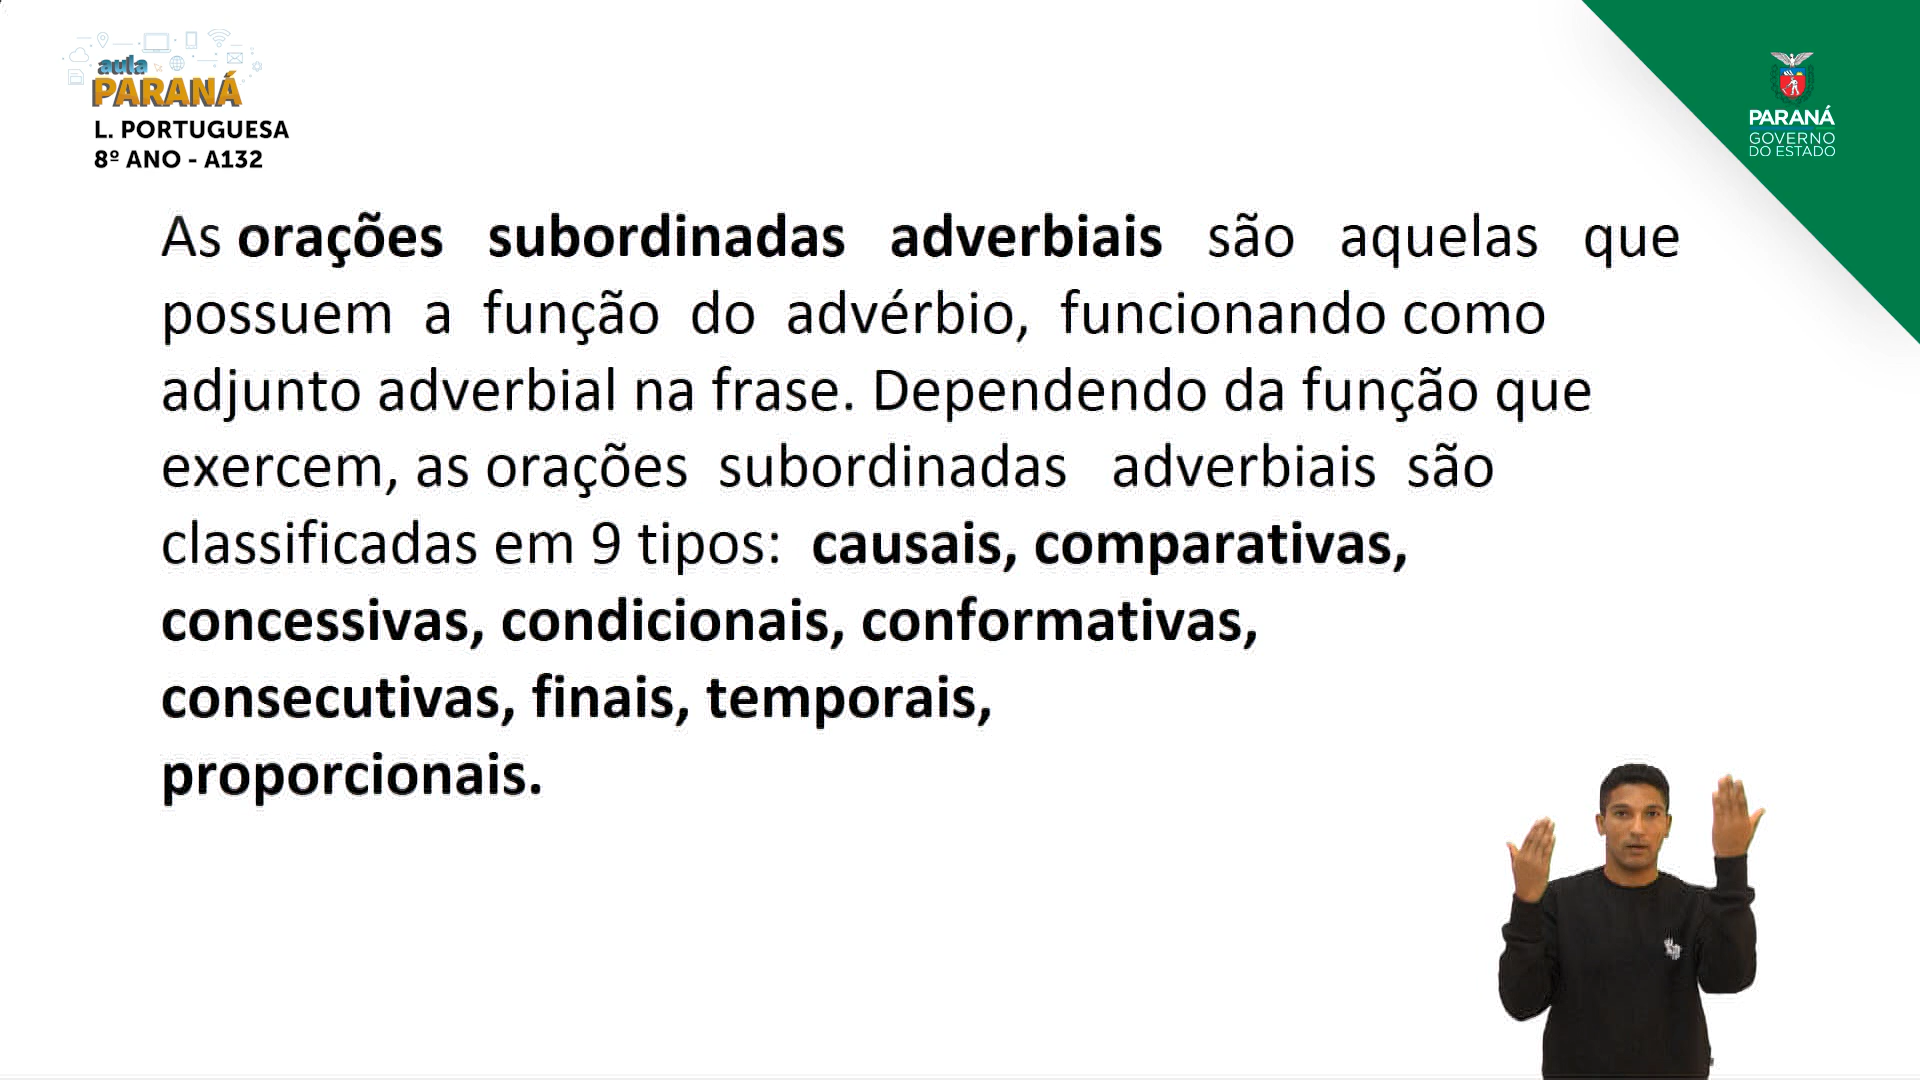 aula
PARANÁ
L. PORTUGUESA
8º ANO - A132
PARANÁ
GOVERNO
DO ESTADO
As orações subordinadas adverbiais são aquelas que
possuem a função do advérbio, funcionando como
adjunto adverbial na frase. Dependendo da função que
exercem, as orações subordinadas adverbiais são
classificadas em 9 tipos: causais, comparativas,
concessivas, condicionais, conformativas,
consecutivas, finais, temporais,
proporcionais.